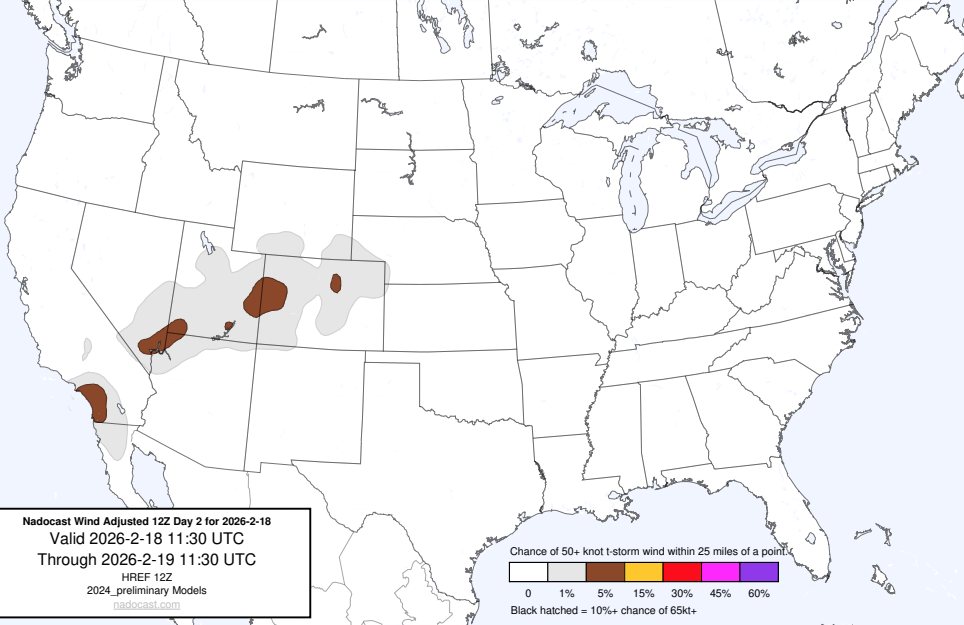 Nadocast Wind Adjusted 12Z Day 2 for 2026-2-18
Valid 2026-2-18 11:30 UTC
Through 2026-2-19 11:30 UTC
HREF 12Z
2024_preliminary Models
nadocast.com
Chance of 50+ knot t-storm wind within 25 miles of a point.
0 1% 5% 15% 30% 45% 60%
Black hatched = 10%+ chance of 65kt+